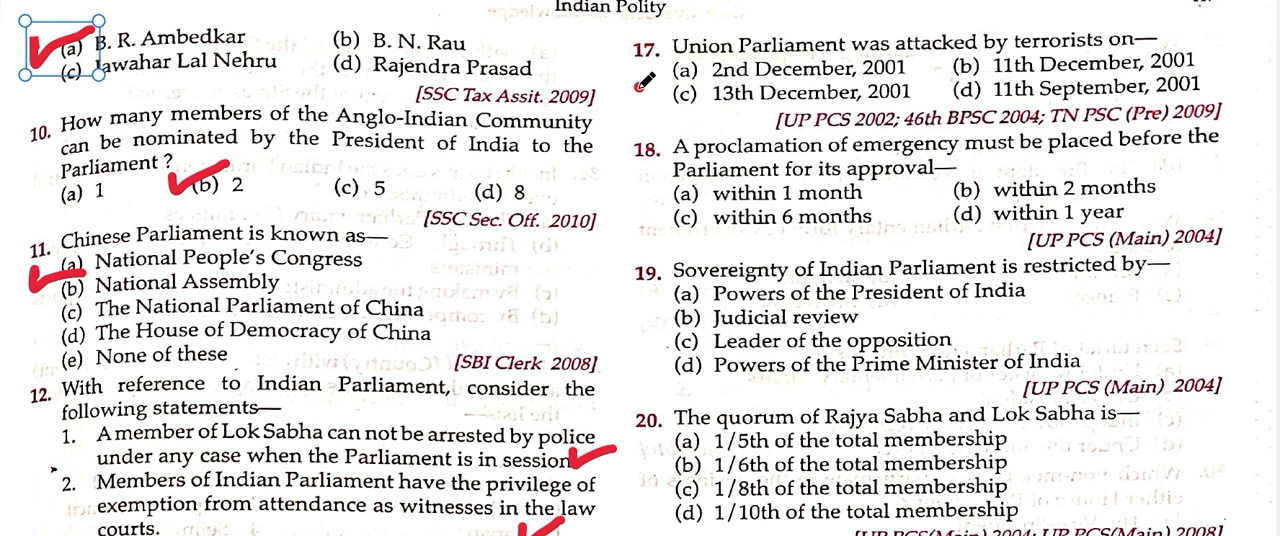 Indian Polity
(a) B. R. Ambedkar (b) B. N. Rau
(c) Jawahar Lal Nehru (d) Rajendra Prasad
[SSC Tax Assit. 2009]
10. How many members of the Anglo-Indian Community
can be nominated by the President of India to the
Parliament ?
(a) 1 (b) 2 (c) 5 (d) 8
[SSC Sec. Off. 2010]
11. Chinese Parliament is known as—
(a) National People's Congress
(b) National Assembly
(c) The National Parliament of China
(d) The House of Democracy of China
(e) None of these [SBI Clerk 2008]
12. With reference to Indian Parliament, consider the
following statements—
1. A member of Lok Sabha can not be arrested by police
under any case when the Parliament is in session
2. Members of Indian Parliament have the privilege of
exemption from attendance as witnesses in the law
courts.
17. Union Parliament was attacked by terrorists on—
(a) 2nd December, 2001 (b) 11th December, 2001
(c) 13th December, 2001 (d) 11th September, 2001
[UP PCS 2002; 46th BPSC 2004; TN PSC (Pre) 2009]
18. A proclamation of emergency must be placed before the
Parliament for its approval—
(a) within 1 month (b) within 2 months
(c) within 6 months (d) within 1 year
[UP PCS (Main) 2004]
19. Sovereignty of Indian Parliament is restricted by—
(a) Powers of the President of India
(b) Judicial review
(c) Leader of the opposition
(d) Powers of the Prime Minister of India
[UP PCS (Main) 2004]
20. The quorum of Rajya Sabha and Lok Sabha is—
(a) 1/5th of the total membership
(b) 1/6th of the total membership
(c) 1/8th of the total membership
(d) 1/10th of the total membership
[UP PCS(Main) 2004; UP PCS(Main) 2008]